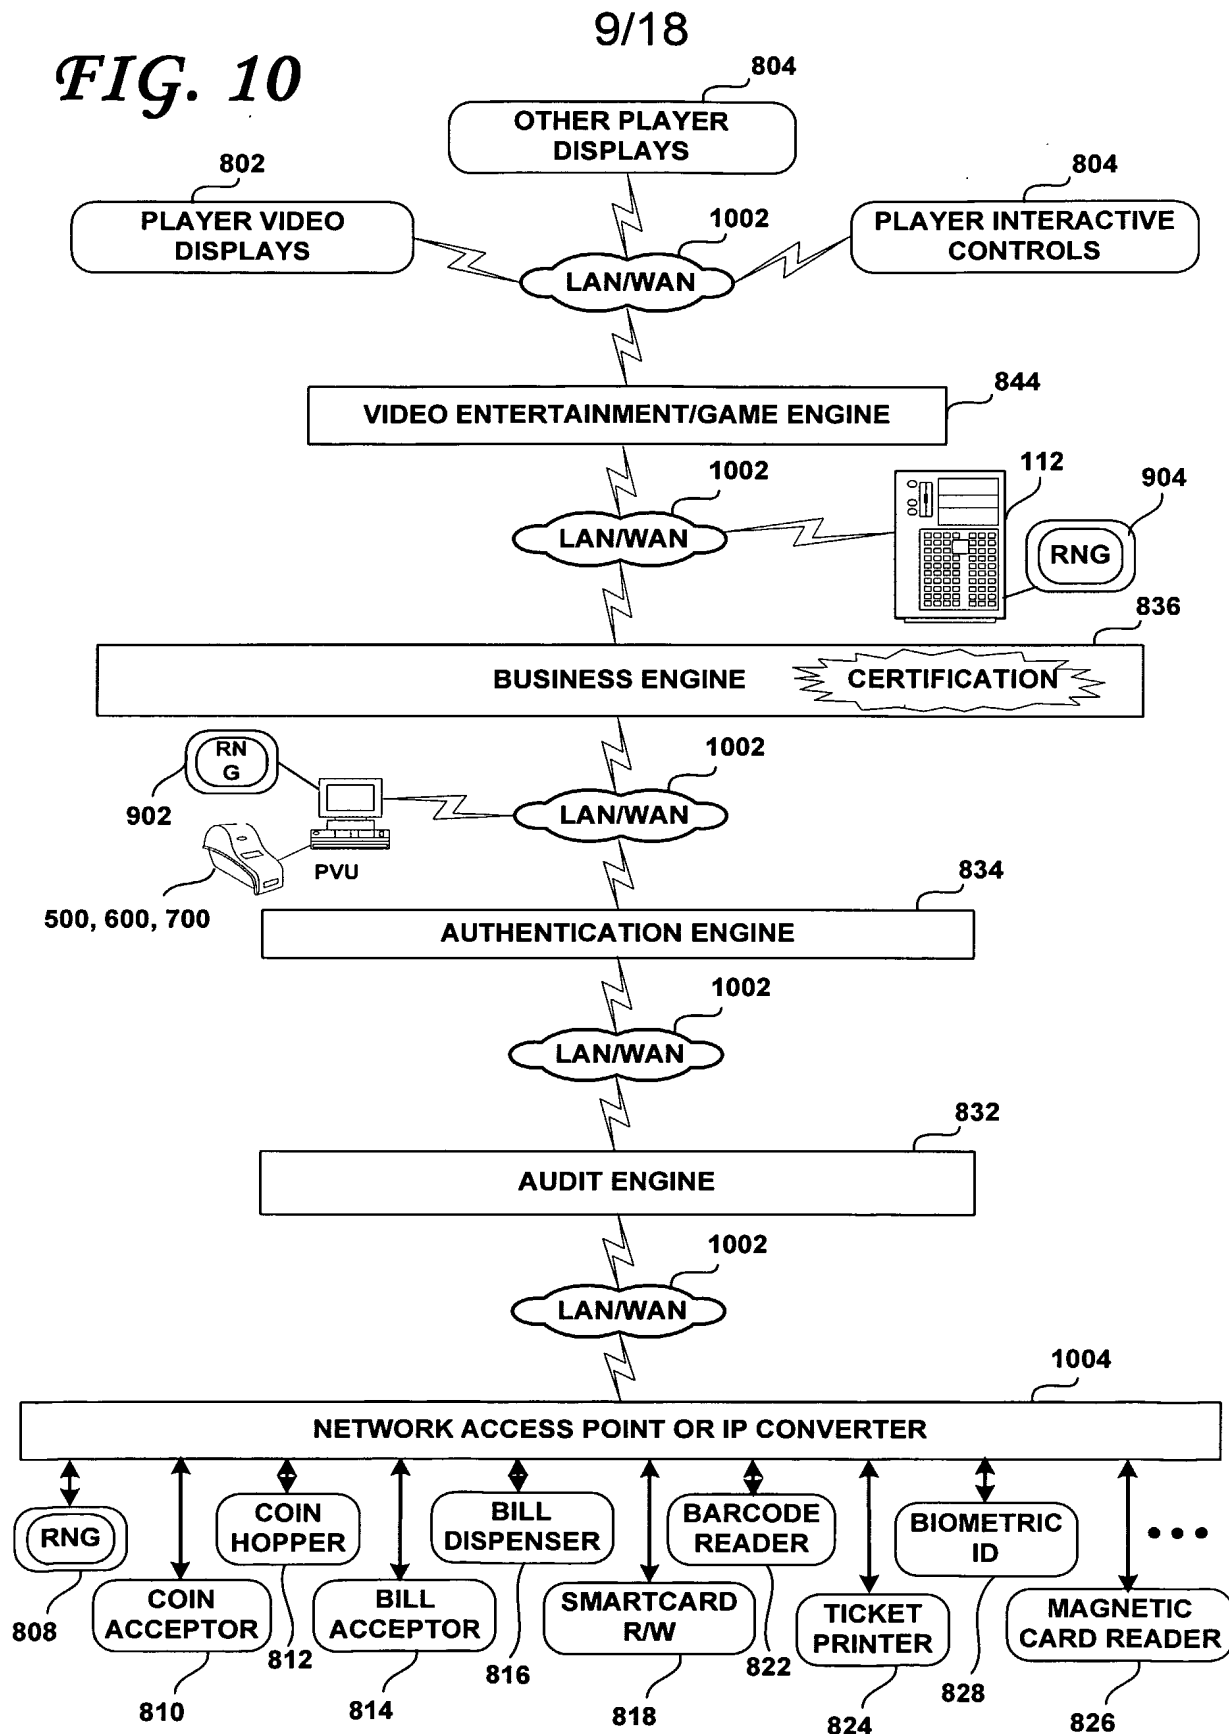 9/18
FIG. 10
804
OTHER PLAYER
DISPLAYS
802
PLAYER VIDEO
DISPLAYS
1002
LAN/WAN
804
PLAYER INTERACTIVE
CONTROLS
844
VIDEO ENTERTAINMENT/GAME ENGINE
1002
LAN/WAN
112
904
RNG
836
BUSINESS ENGINE
CERTIFICATION
RN
G
902
1002
LAN/WAN
PVU
500, 600, 700
834
AUTHENTICATION ENGINE
1002
LAN/WAN
832
AUDIT ENGINE
1002
LAN/WAN
1004
NETWORK ACCESS POINT OR IP CONVERTER
RNG
808
COIN
ACCEPTOR
810
COIN
HOPPER
812
BILL
ACCEPTOR
814
BILL
DISPENSER
816
SMARTCARD
R/W
818
BARCODE
READER
822
TICKET
PRINTER
824
BIOMETRIC
ID
828
MAGNETIC
CARD READER
826